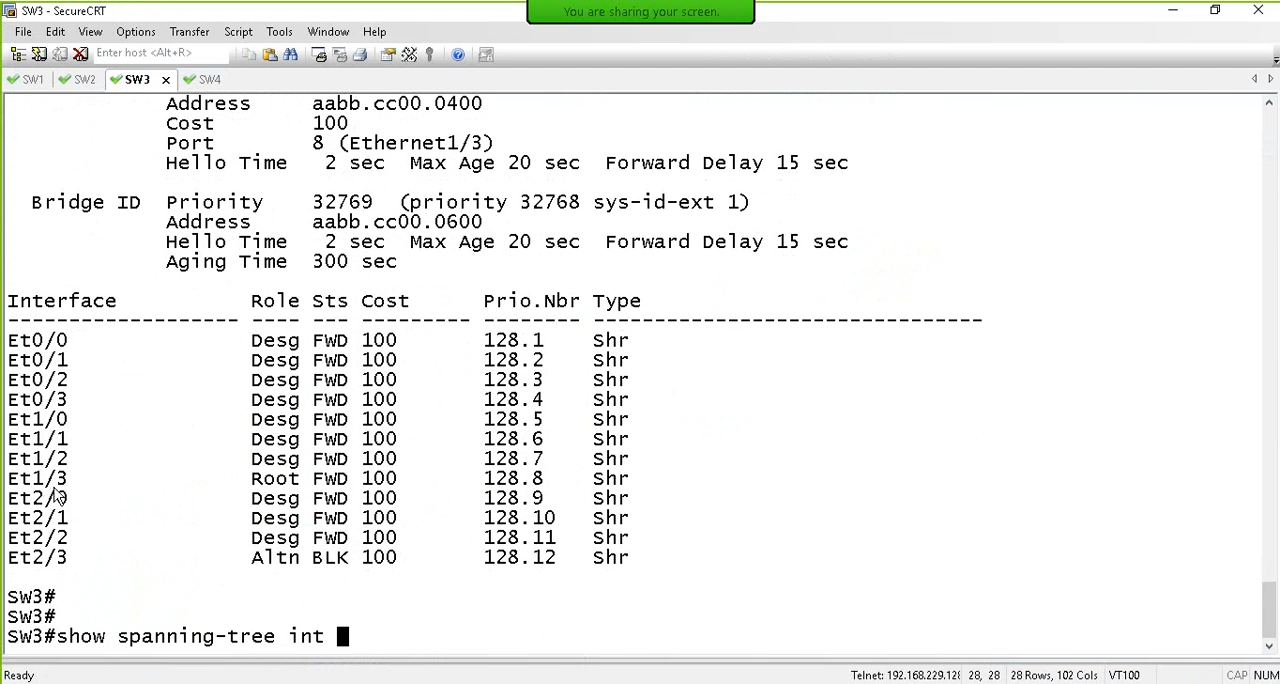 SW3 - SecureCRT
You are sharing your screen.
File Edit View Options Transfer Script Tools Window Help
Enter host <Alt+R>
SW1 SW2 SW3 SW4
Address aabb.cc00.0400
Cost 100
Port 8 (Ethernet1/3)
Hello Time 2 sec Max Age 20 sec Forward Delay 15 sec
Bridge ID Priority 32769 (priority 32768 sys-id-ext 1)
Address aabb.cc00.0600
Hello Time 2 sec Max Age 20 sec Forward Delay 15 sec
Aging Time 300 sec
Interface Role Sts Cost Prio.Nbr Type
------------------- ---- --- --------- -------- --------------------------------
Et0/0 Desg FWD 100 128.1 Shr
Et0/1 Desg FWD 100 128.2 Shr
Et0/2 Desg FWD 100 128.3 Shr
Et0/3 Desg FWD 100 128.4 Shr
Et1/0 Desg FWD 100 128.5 Shr
Et1/1 Desg FWD 100 128.6 Shr
Et1/2 Desg FWD 100 128.7 Shr
Et1/3 Root FWD 100 128.8 Shr
Et2/0 Desg FWD 100 128.9 Shr
Et2/1 Desg FWD 100 128.10 Shr
Et2/2 Desg FWD 100 128.11 Shr
Et2/3 Altn BLK 100 128.12 Shr
SW3#
SW3#
SW3#show spanning-tree int
Ready Telnet: 192.168.229.12 28, 28 28 Rows, 102 Cols VT100 CAP NUM